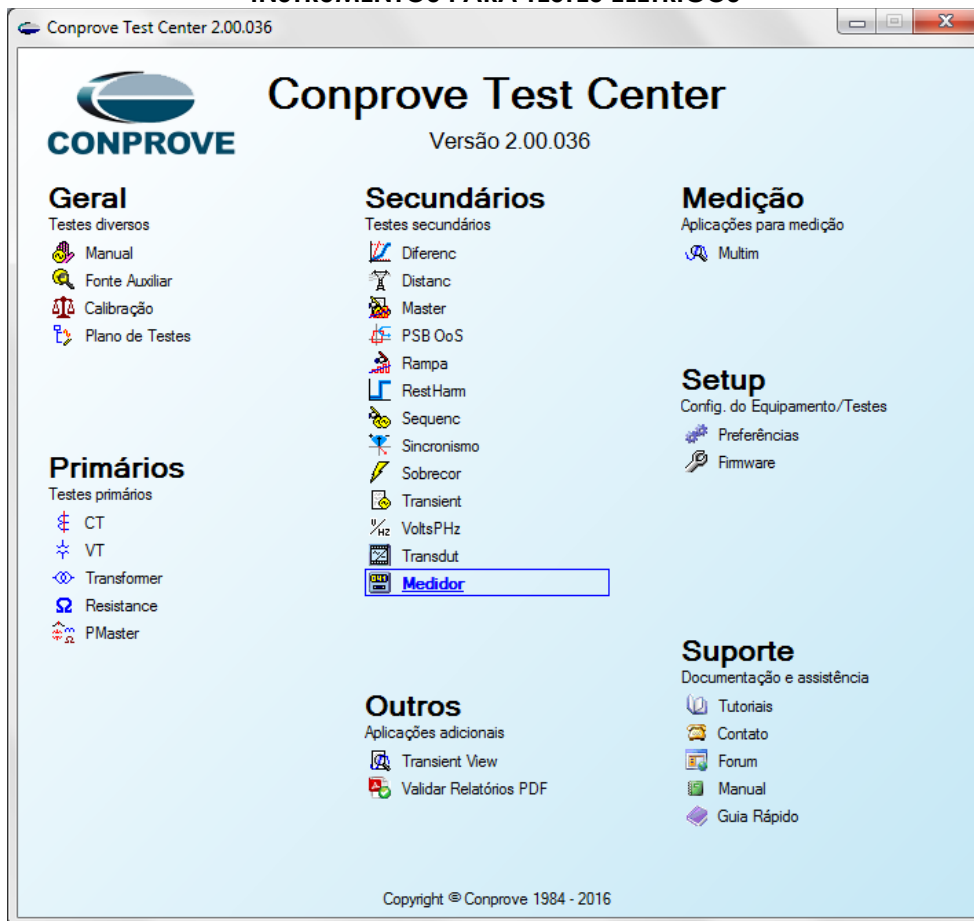 INSTRUMENTOS PARA TESTES ELÉTRICOS
Conprove Test Center 2.00.036
CONPROVE
Conprove Test Center
Versão 2.00.036
Geral
Testes diversos
Manual
Fonte Auxiliar
Calibração
Plano de Testes
Primários
Testes primários
CT
VT
Transformer
Resistance
PMaster
Secundários
Testes secundários
Diferenc
Distanc
Master
PSB OoS
Rampa
RestHarm
Sequenc
Sincronismo
Sobrecor
Transient
VoltsPHz
Transdut
Medidor
Outros
Aplicações adicionais
Transient View
Validar Relatórios PDF
Medição
Aplicações para medição
Multim
Setup
Config. do Equipamento/Testes
Preferências
Firmware
Suporte
Documentação e assistência
Tutoriais
Contato
Forum
Manual
Guia Rápido
Copyright © Conprove 1984 - 2016